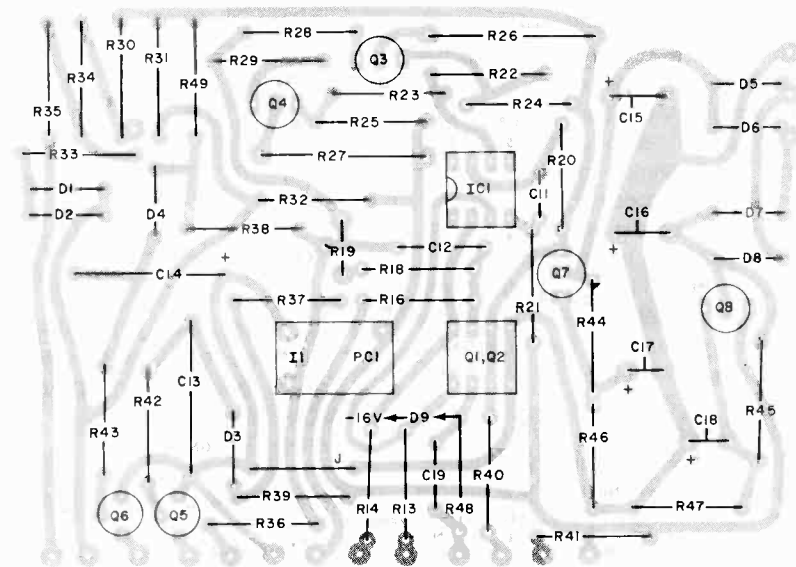 R28
R26
R30
R31
R34
R49
R29
Q3
R22
R35
Q4
R23
R24
+
C15
D5
R25
D6
R33
R27
R20
D1
IC1
C11
D2
D4
R32
R38
C16
D7
R19
C12
+
D8
+
C14
R18
Q7
R37
R16
R21
Q8
R44
I1
PC1
Q1,Q2
C17
+
C13
R42
R43
D3
-16V
D9
R45
R46
C18
+
J
C19
R40
R39
R14
R13
R48
R47
Q6
Q5
R36
R41